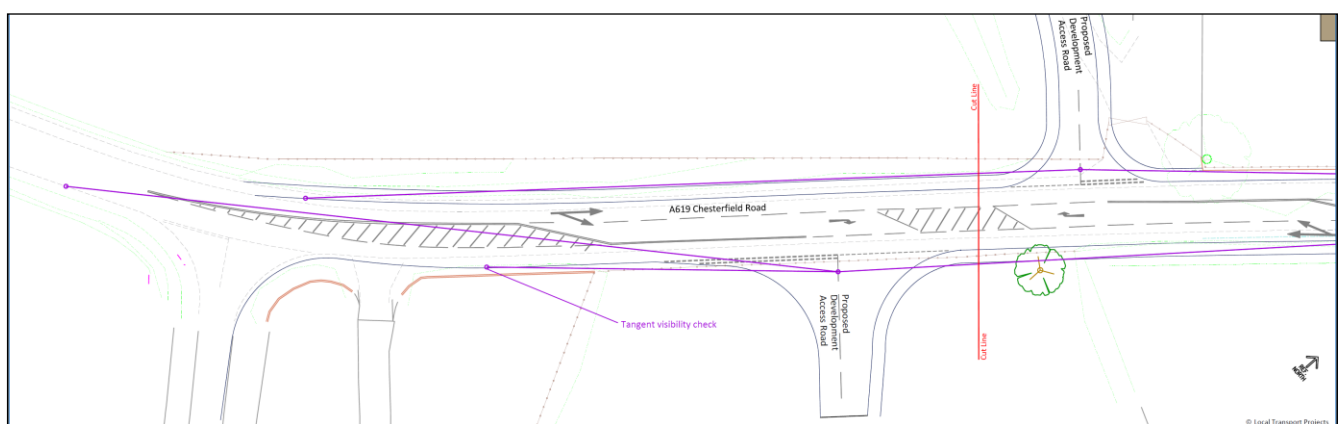 Proposed
Development
Access Road
Cut Line
A619 Chesterfield Road
Proposed
Development
Access Road
Tangent visibility check
Cut Line
NORTH
© Local Transport Projects